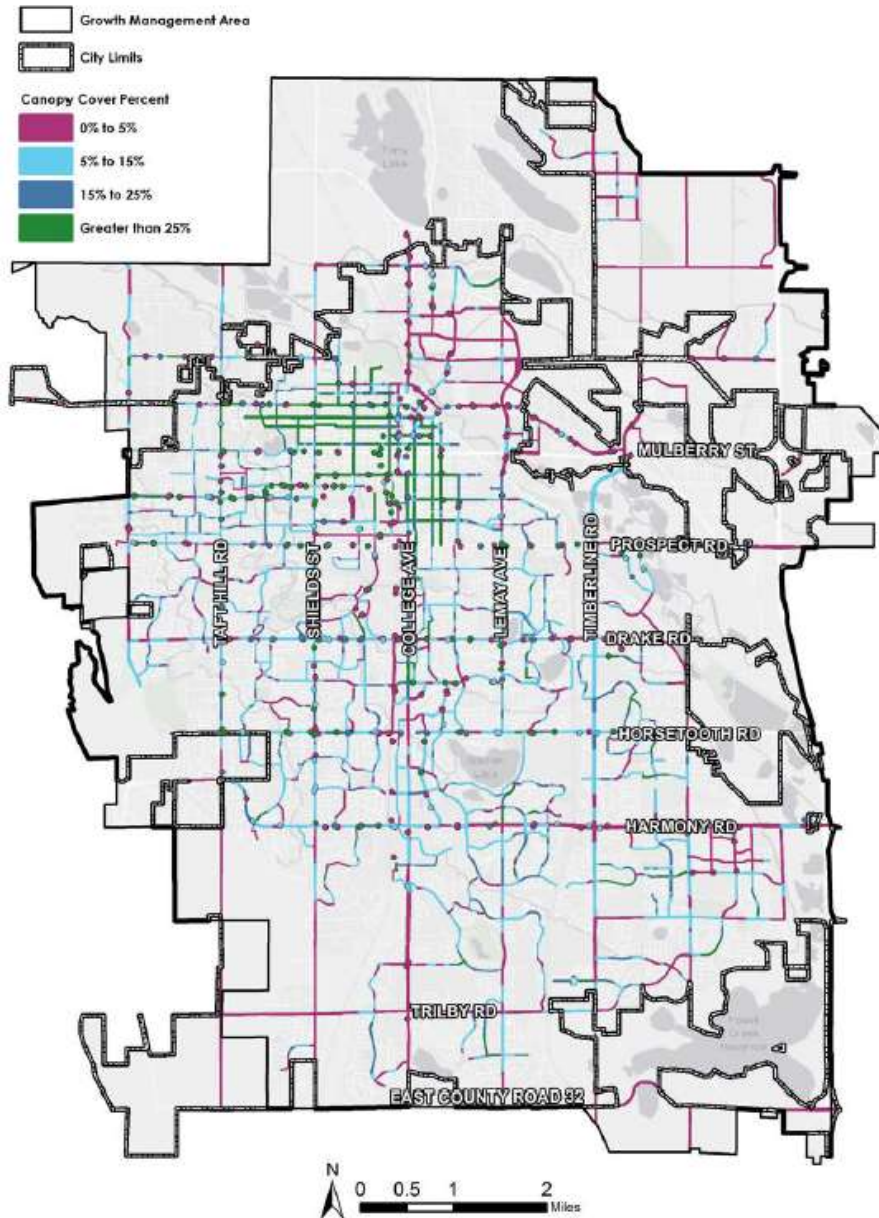 Growth Management Area
City Limits
Canopy Cover Percent
0% to 5%
5% to 15%
15% to 25%
Greater than 25%
MULBERRY ST
PROSPECT RD
TAFT HILL RD
SHIELDS ST
COLLEGE AVE
LEMAY AVE
TIMBERLINE RD
DRAKE RD
HORSETOOTH RD
HARMONY RD
TRILBY RD
EAST COUNTY ROAD 32
N
0 0.5 1 2
Miles